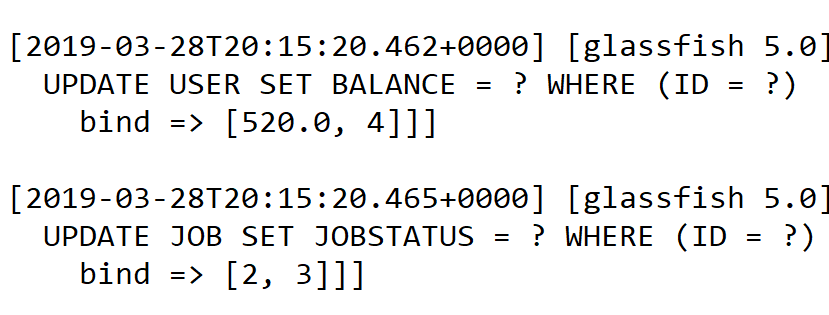 [2019-03-28T20:15:20.462+0000] [glassfish 5.0]
UPDATE USER SET BALANCE = ? WHERE (ID = ?)
bind => [520.0, 4]]]
[2019-03-28T20:15:20.465+0000] [glassfish 5.0]
UPDATE JOB SET JOBSTATUS = ? WHERE (ID = ?)
bind => [2, 3]]]